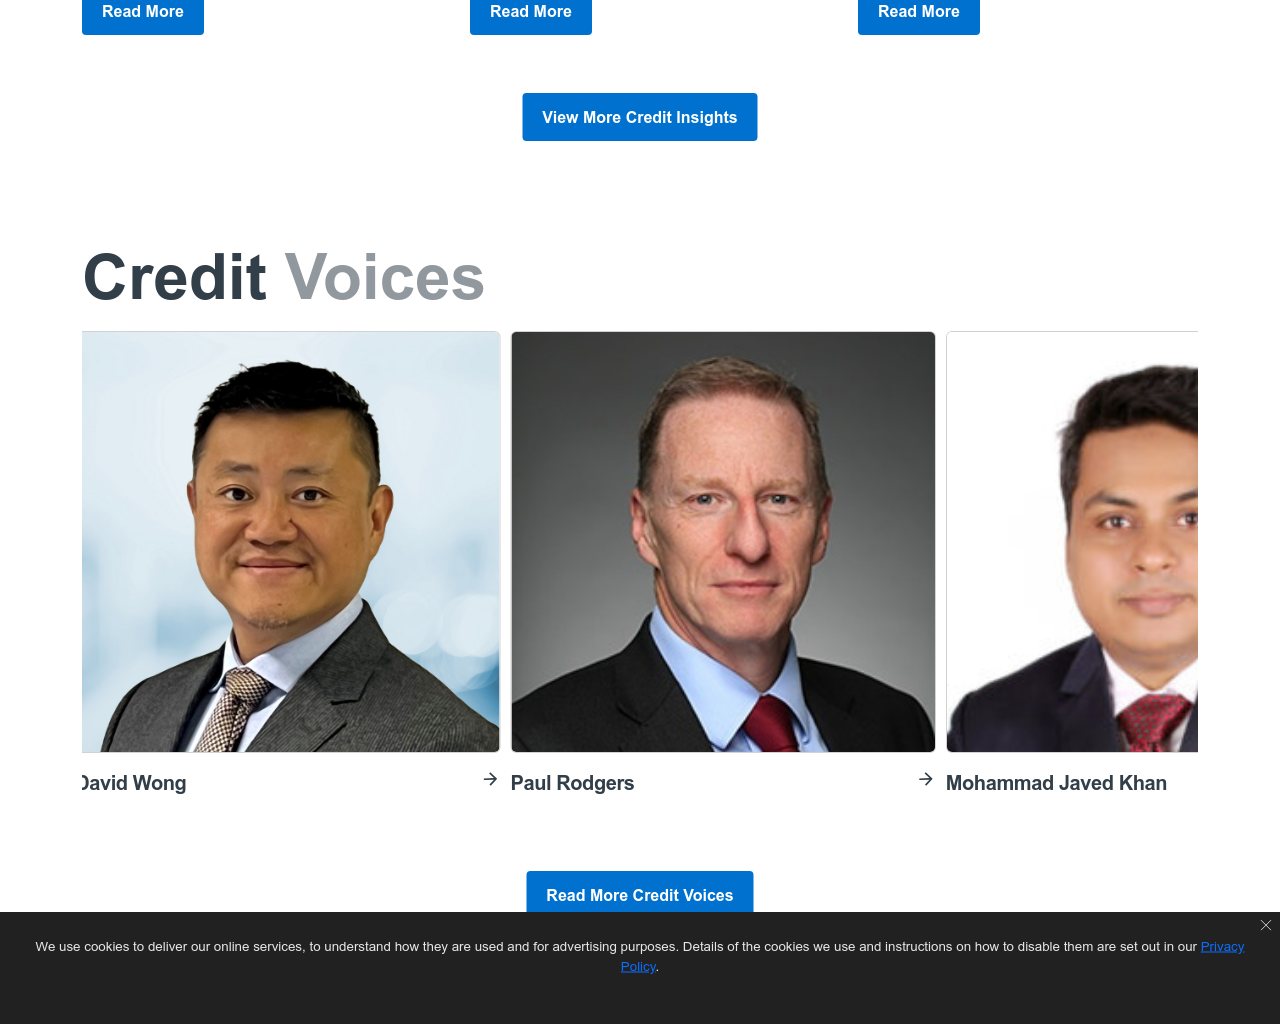 Read More
Read More
Read More
View More Credit Insights
Credit Voices
David Wong
Paul Rodgers
Mohammad Javed Khan
Read More Credit Voices
We use cookies to deliver our online services, to understand how they are used and for advertising purposes. Details of the cookies we use and instructions on how to disable them are set out in our Privacy
Policy.